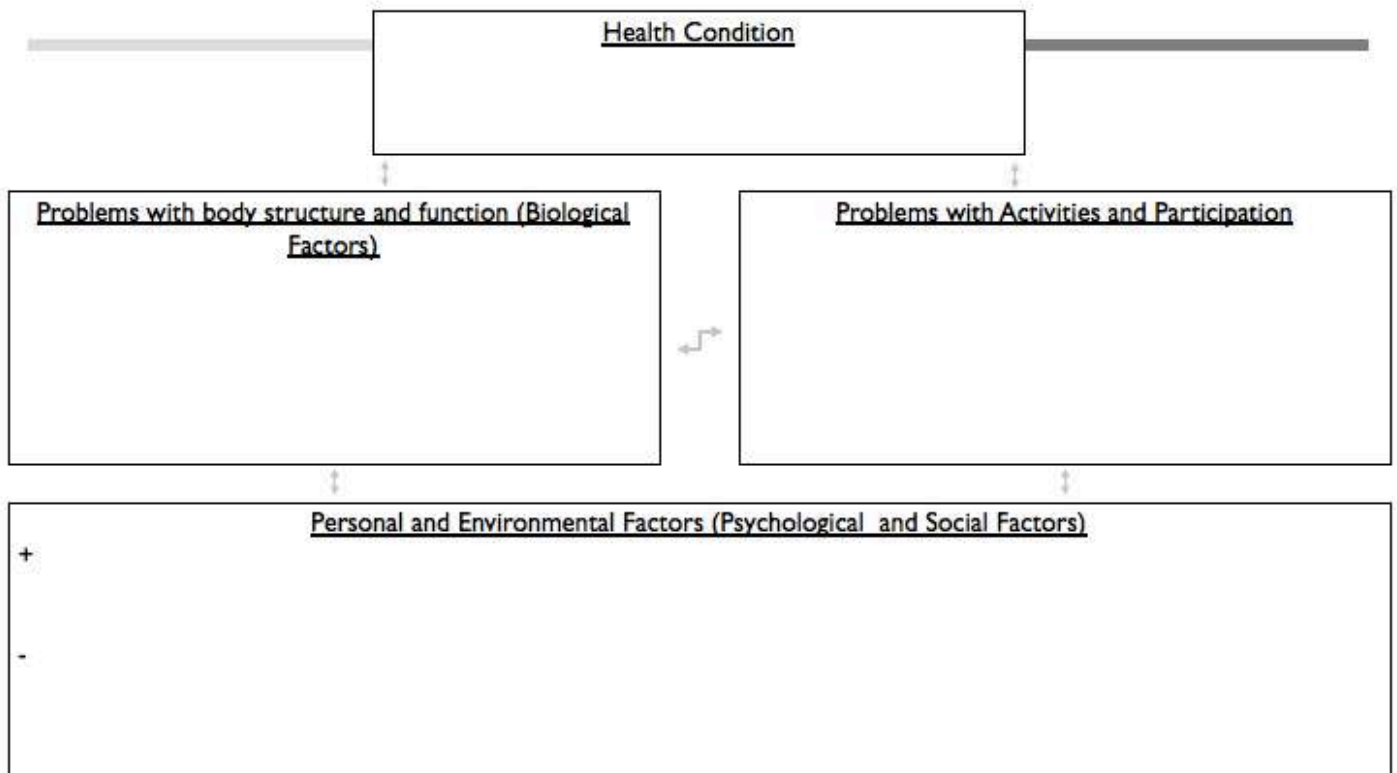 Health Condition
Problems with body structure and function (Biological
Factors)
Problems with Activities and Participation
Personal and Environmental Factors (Psychological and Social Factors)
+
-